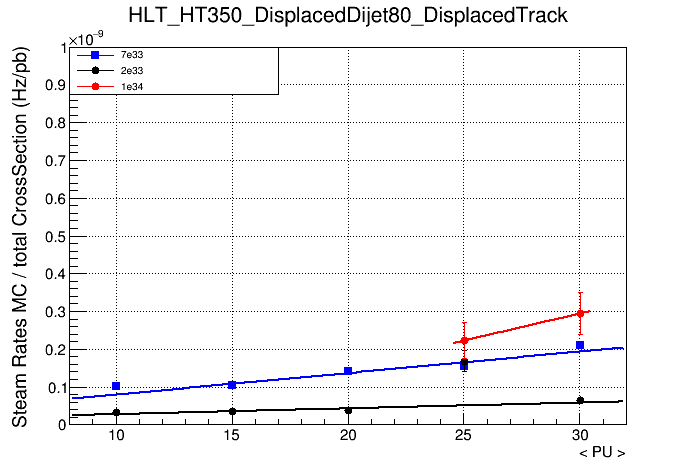 HLT_HT350_DisplacedDijet80_DisplacedTrack
×10⁻⁹
Steam Rates MC / total CrossSection (Hz/pb)
1
0.9
0.8
0.7
0.6
0.5
0.4
0.3
0.2
0.1
0
7e33
2e33
1e34
10 15 20 25 30
< PU >